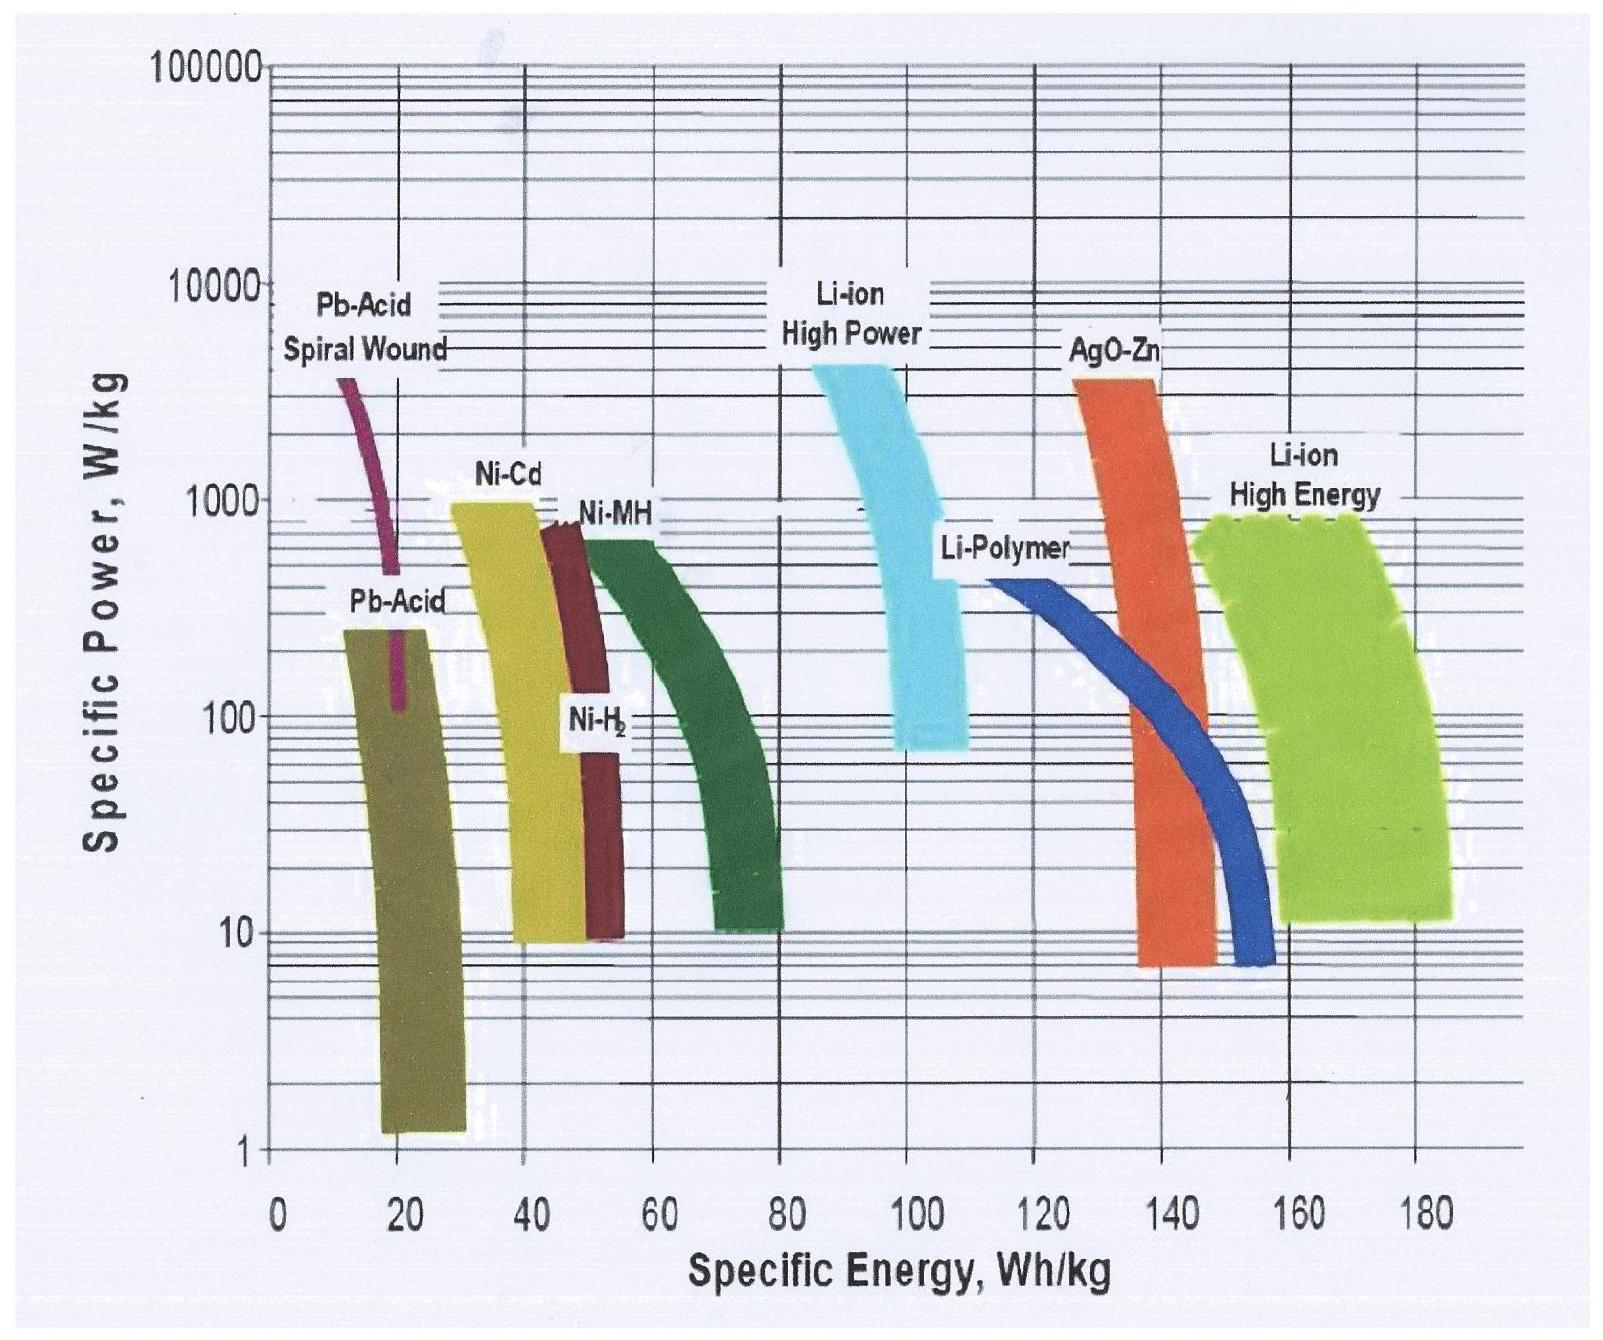 100000
10000
1000
100
10
1
Specific Power, W/kg
Pb-Acid
Spiral Wound
Pb-Acid
Ni-Cd
Ni-MH
Ni-H₂
Li-ion
High Power
Li-Polymer
AgO-Zn
Li-ion
High Energy
0 20 40 60 80 100 120 140 160 180
Specific Energy, Wh/kg